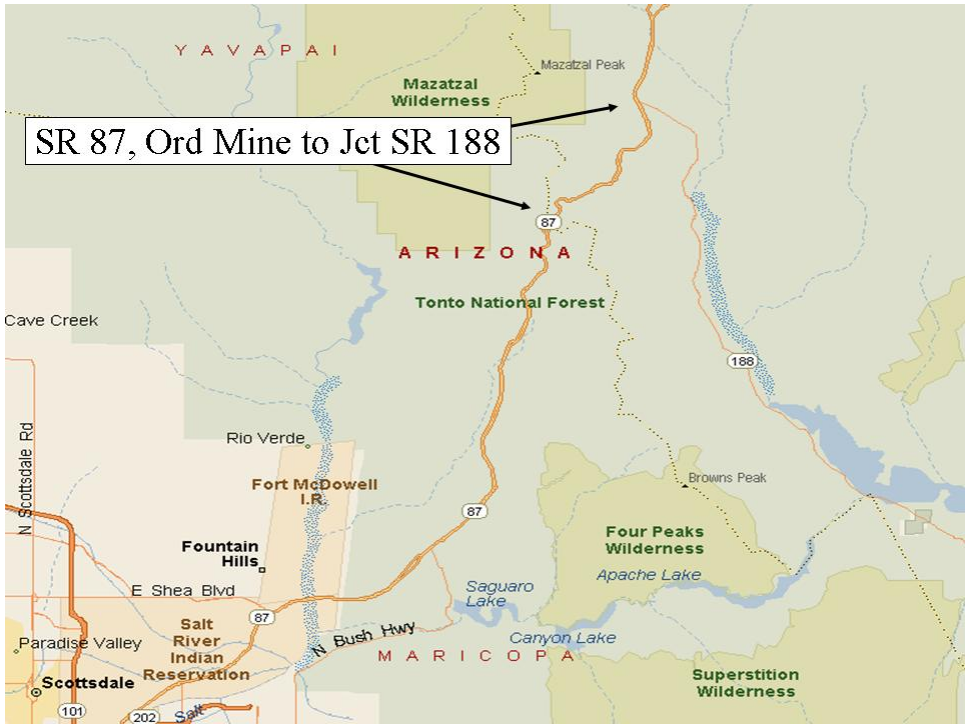 YAVAPAI
Mazatzal Peak
Mazatzal
Wilderness
SR 87, Ord Mine to Jct SR 188
87
ARIZONA
Tonto National Forest
Cave Creek
188
N Scottsdale Rd
Rio Verde
Fort McDowell
I.R.
Browns Peak
87
Four Peaks
Wilderness
Fountain
Hills
Apache Lake
E Shea Blvd
Saguaro
Lake
87
Salt
River
Indian
Reservation
N Bush Hwy
Canyon Lake
Paradise Valley
MARICOPA
Scottsdale
Superstition
Wilderness
101
202
Salt